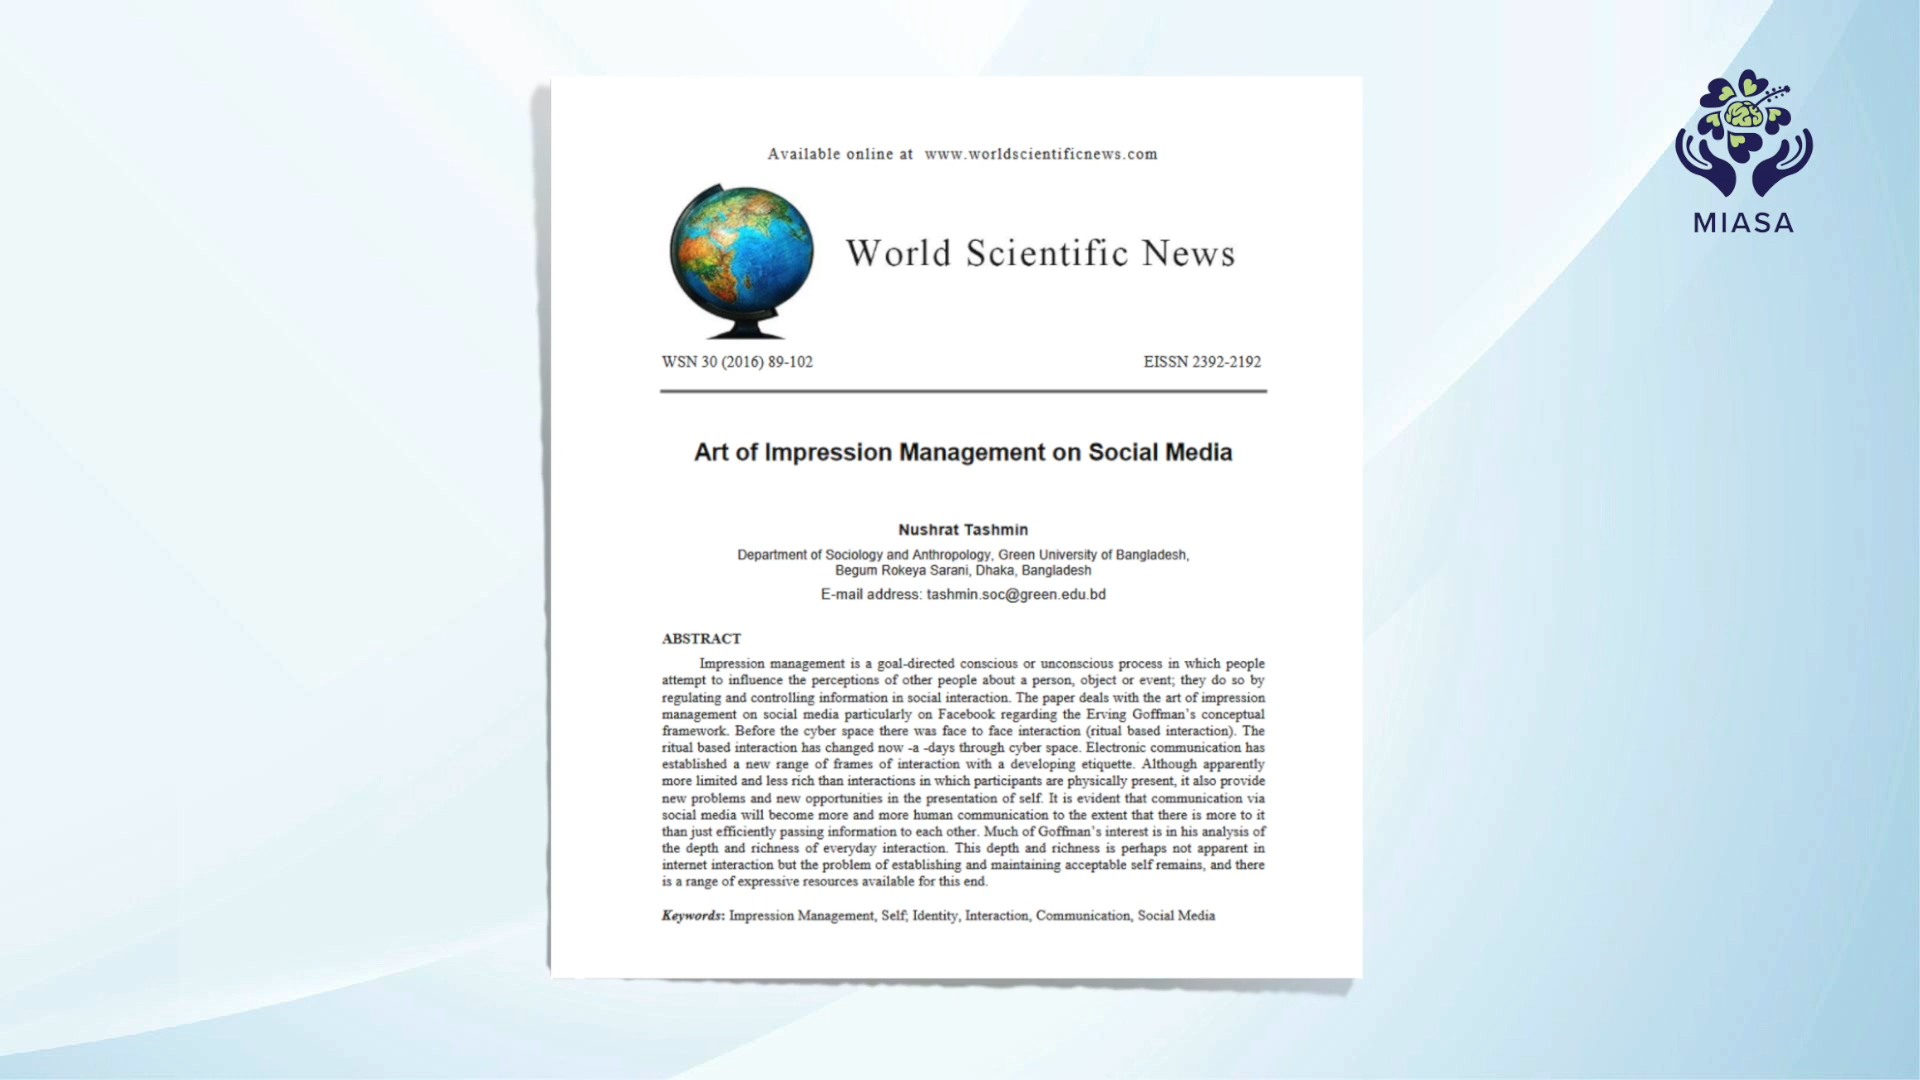 Available online at www.worldscientificnews.com
World Scientific News
WSN 30 (2016) 89-102
EISSN 2392-2192
Art of Impression Management on Social Media
Nushrat Tashmin
Department of Sociology and Anthropology, Green University of Bangladesh,
Begum Rokeya Sarani, Dhaka, Bangladesh
E-mail address: tashmin.soc@green.edu.bd
ABSTRACT
Impression management is a goal-directed conscious or unconscious process in which people
attempt to influence the perceptions of other people about a person, object or event; they do so by
regulating and controlling information in social interaction. The paper deals with the art of impression
management on social media particularly on Facebook regarding the Erving Goffman's conceptual
framework. Before the cyber space there was face to face interaction (ritual based interaction). The
ritual based interaction has changed now -a -days through cyber space. Electronic communication has
established a new range of frames of interaction with a developing etiquette. Although apparently
more limited and less rich than interactions in which participants are physically present, it also provide
new problems and new opportunities in the presentation of self. It is evident that communication via
social media will become more and more human communication to the extent that there is more to it
than just efficiently passing information to each other. Much of Goffman's interest is in his analysis of
the depth and richness of everyday interaction. This depth and richness is perhaps not apparent in
internet interaction but the problem of establishing and maintaining acceptable self remains, and there
is a range of expressive resources available for this end.
Keywords: Impression Management, Self; Identity, Interaction, Communication, Social Media
MIASA